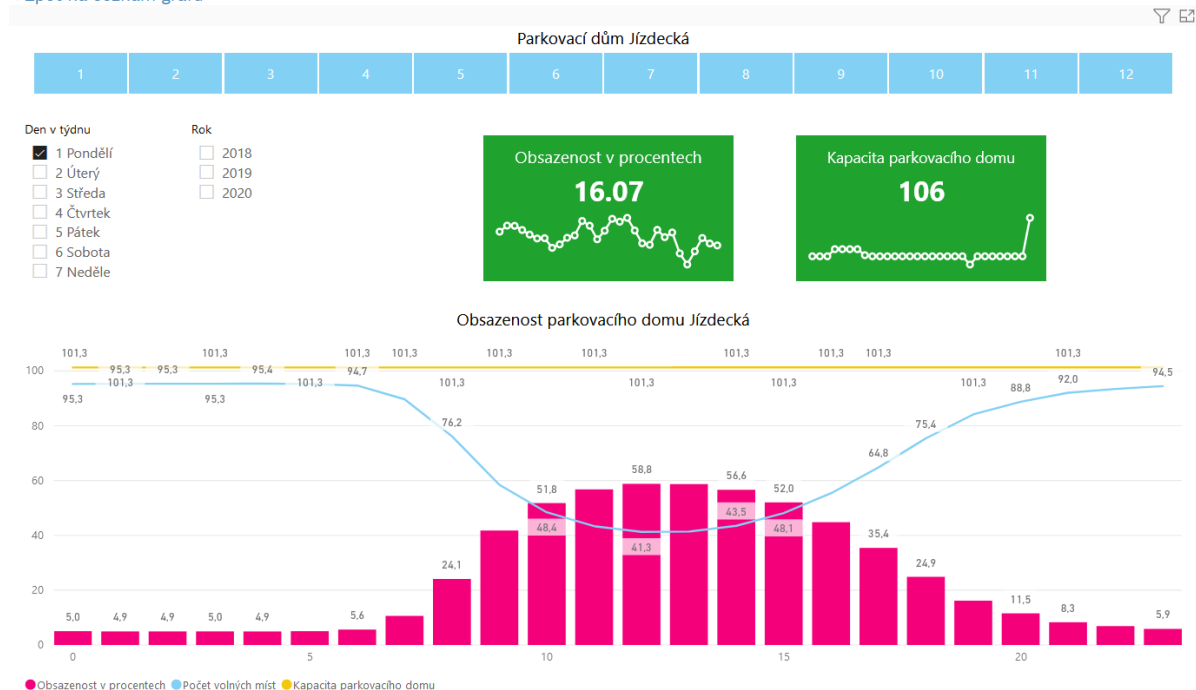 Parkovací dům Jízdecká
1 2 3 4 5 6 7 8 9 10 11 12
Den v týdnu
1 Pondělí
2 Úterý
3 Středa
4 Čtvrtek
5 Pátek
6 Sobota
7 Neděle
Rok
2018
2019
2020
Obsazenost v procentech
16.07
Kapacita parkovacího domu
106
Obsazenost parkovacího domu Jízdecká
101,3 101,3 101,3 101,3 101,3 101,3 101,3 101,3 101,3 101,3
95,3 95,3 95,4 94,7 92,0 94,5
101,3 101,3 101,3 101,3 101,3 101,3 88,8
95,3 95,3
76,2 75,4
64,8
58,8 56,6
51,8 52,0
48,4 43,5 48,1
41,3 35,4
24,1 24,9
5,0 4,9 4,9 5,0 4,9 5,6 11,5 8,3 5,9
100
80
60
40
20
0
0 5 10 15 20
Obsazenost v procentech Počet volných míst Kapacita parkovacího domu